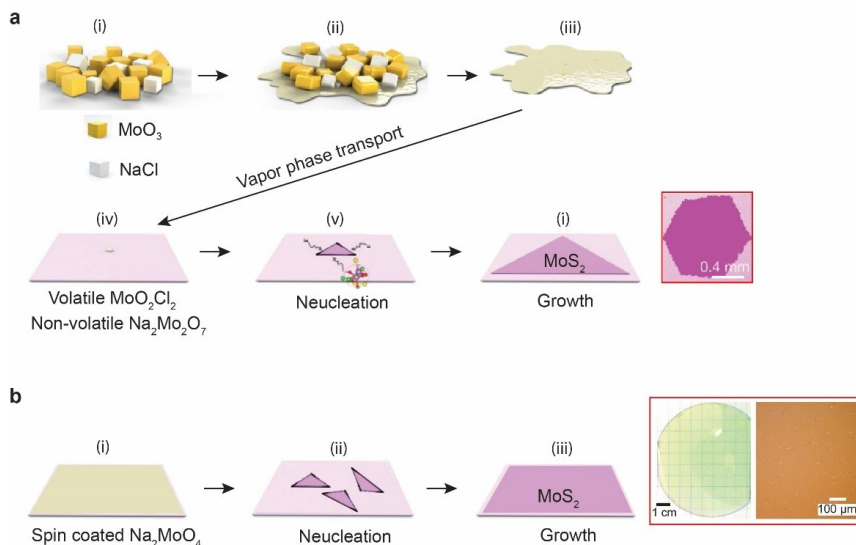 a
(i)
(ii)
(iii)
MoO₃
NaCl
Vapor phase transport
(iv)
(v)
(i)
MoS₂
0.4 mm
Volatile MoO₂Cl₂
Non-volatile Na₂Mo₂O₇
Neucleation
Growth
b
(i)
(ii)
(iii)
MoS₂
1 cm
100 µm
Spin coated Na₂MoO₄
Neucleation
Growth